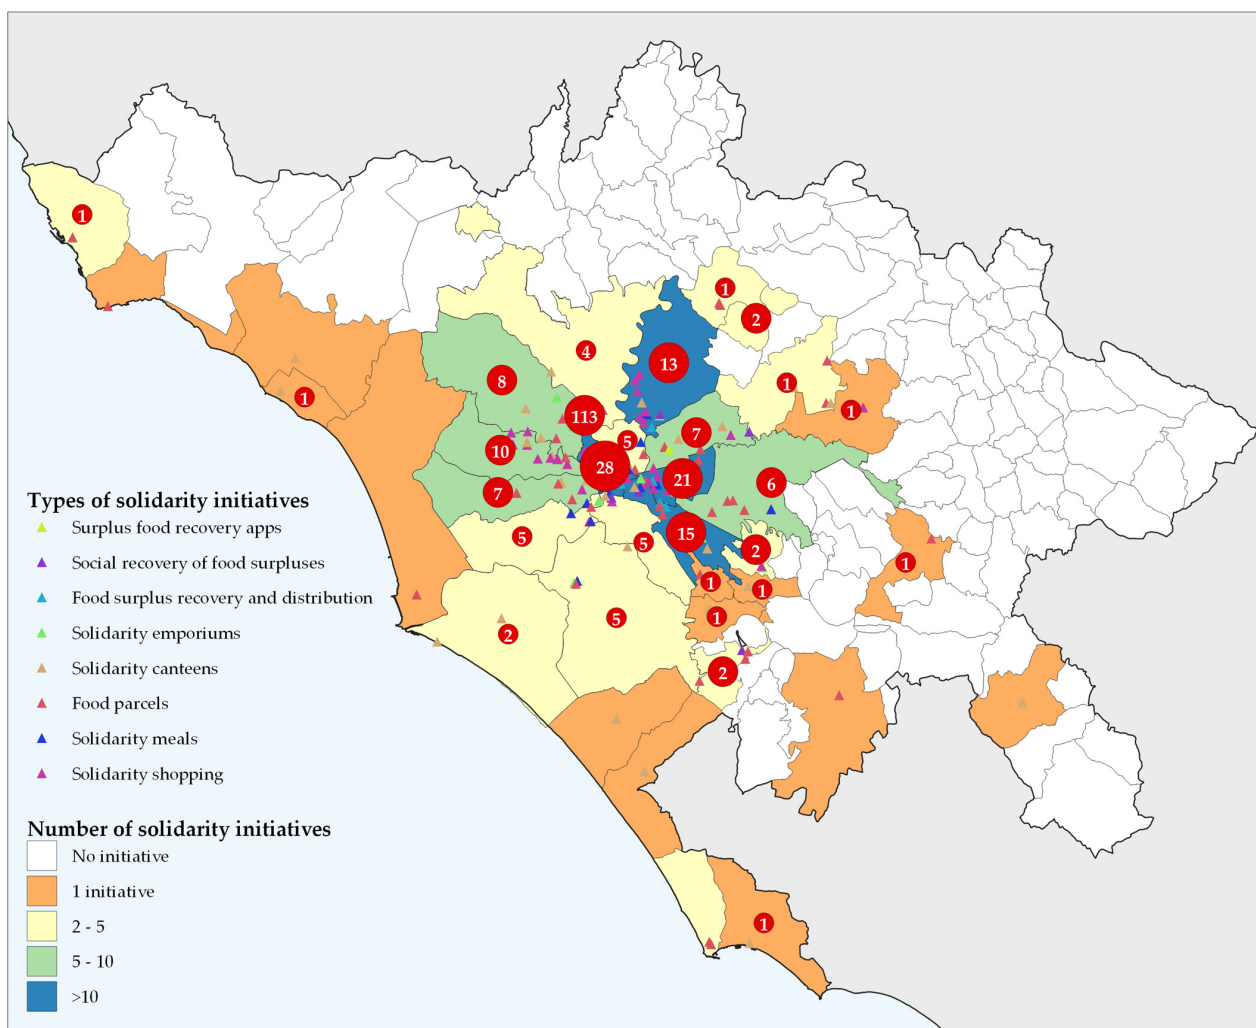 1
1
2
4
13
8
1
1
1
113
5
7
10
28
21
6
7
15
5
5
2
1
1
1
1
5
2
2
1
Types of solidarity initiatives
Surplus food recovery apps
Social recovery of food surpluses
Food surplus recovery and distribution
Solidarity emporiums
Solidarity canteens
Food parcels
Solidarity meals
Solidarity shopping
Number of solidarity initiatives
No initiative
1 initiative
2 - 5
5 - 10
>10